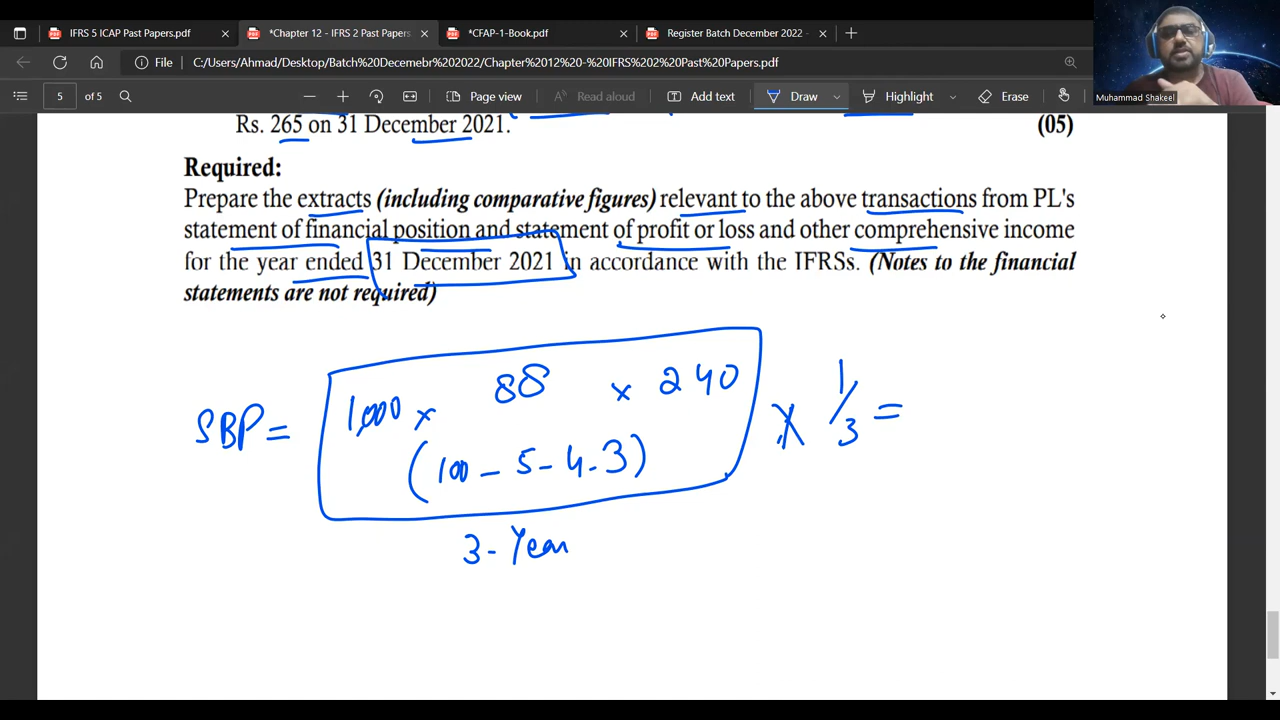 IFRS 5 ICAP Past Papers.pdf
*Chapter 12 - IFRS 2 Past Papers
*CFAP-1-Book.pdf
Register Batch December 2022 -
File
C:/Users/Ahmad/Desktop/Batch%20Decemebr%202022/Chapter%2012%20-%20IFRS%202%20Past%20Papers.pdf
5 of 5
Page view
Read aloud
Add text
Draw
Highlight
Erase
Muhammad Shakeel
Rs. 265 on 31 December 2021. (05)
Required:
Prepare the extracts (including comparative figures) relevant to the above transactions from PL's
statement of financial position and statement of profit or loss and other comprehensive income
for the year ended 31 December 2021 in accordance with the IFRSs. (Notes to the financial
statements are not required)
SBP = 1,000 x 88 x 240 x 1/3 =
(100 - 5 - 4 - 3)
3 - Year